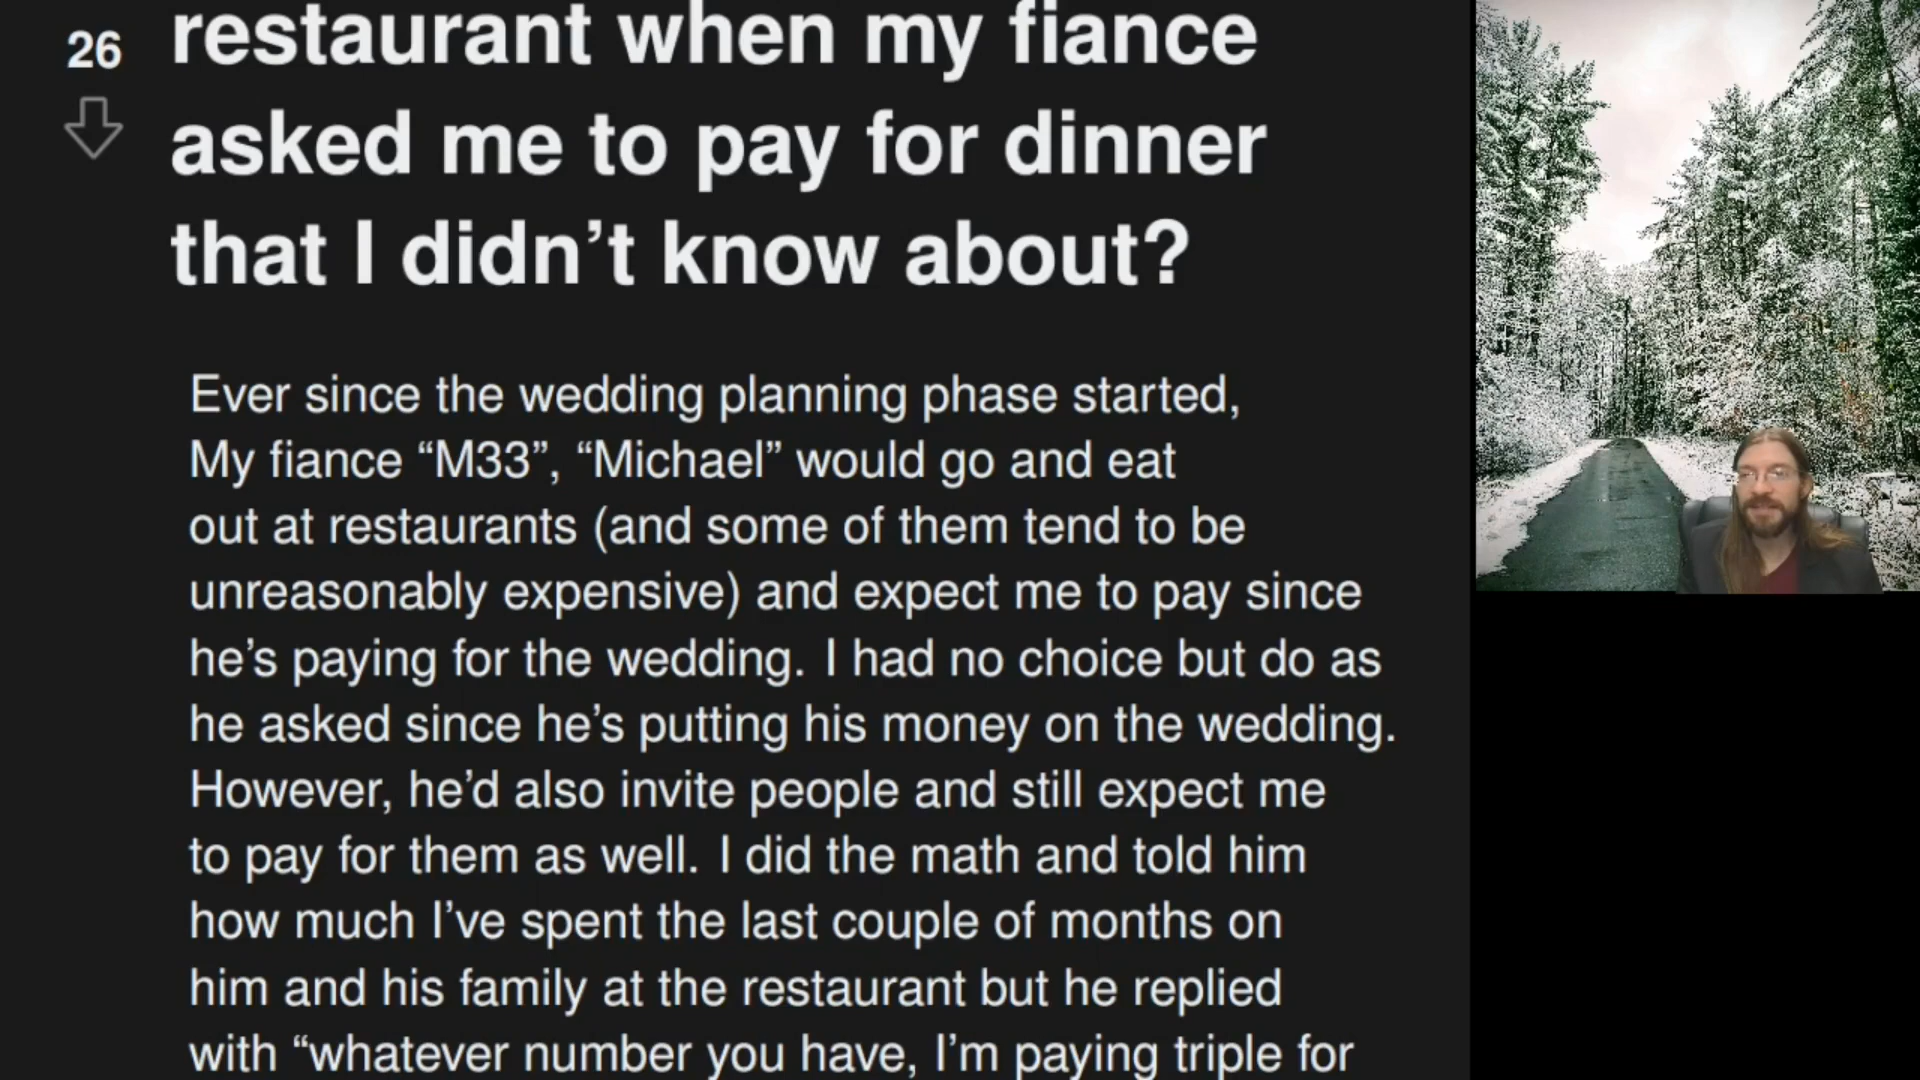 26
restaurant when my fiance
asked me to pay for dinner
that I didn’t know about?
Ever since the wedding planning phase started,
My fiance “M33”, “Michael” would go and eat
out at restaurants (and some of them tend to be
unreasonably expensive) and expect me to pay since
he’s paying for the wedding. I had no choice but do as
he asked since he’s putting his money on the wedding.
However, he’d also invite people and still expect me
to pay for them as well. I did the math and told him
how much I’ve spent the last couple of months on
him and his family at the restaurant but he replied
with “whatever number you have, I’m paying triple for